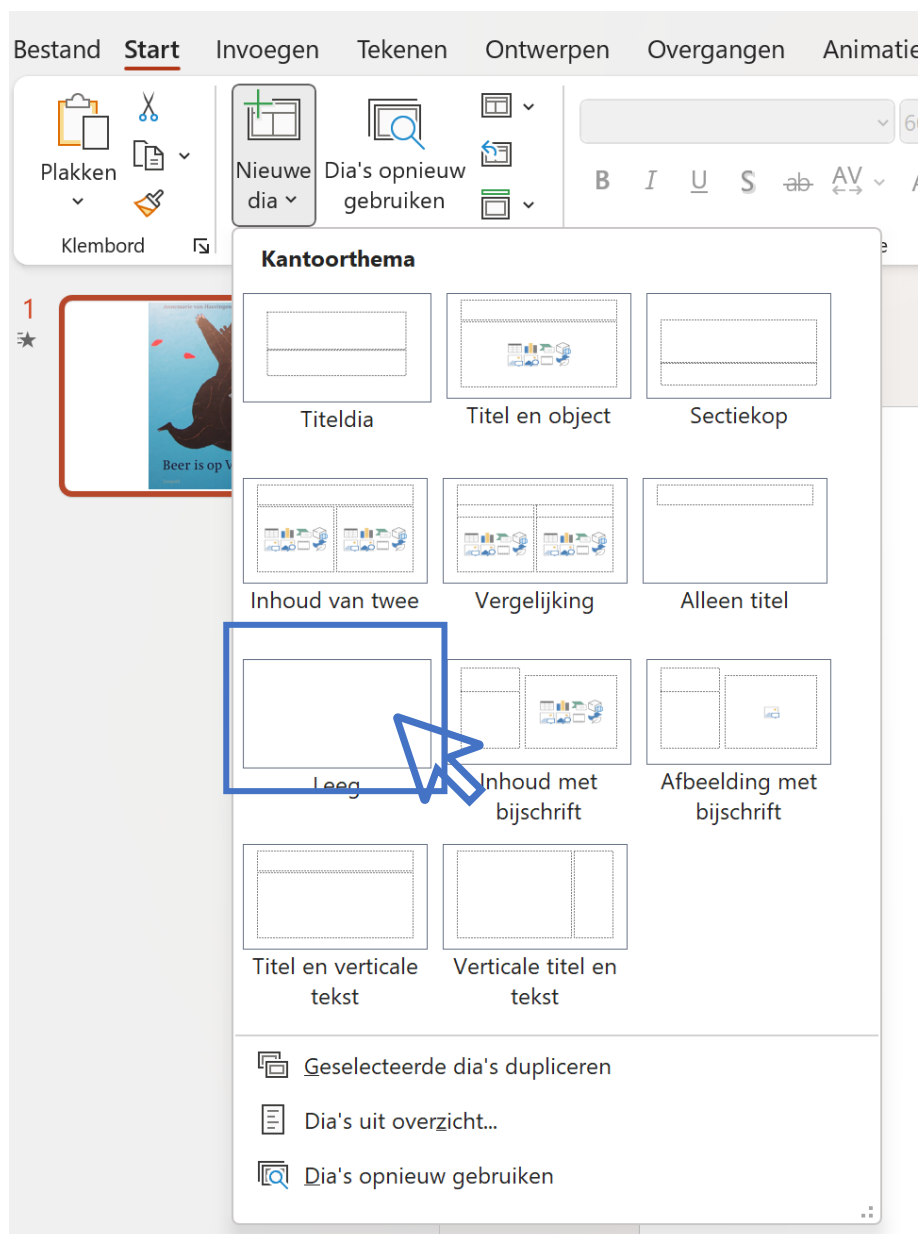 Bestand Start Invoegen Tekenen Ontwerpen Overgangen Animatie
Plakken
Nieuwe
dia
Dia's opnieuw
gebruiken
B I U S ab AV
Klembord
Kantoorthema
1
Beer is op V
Titeldia
Titel en object
Sectiekop
Inhoud van twee
Vergelijking
Alleen titel
Leeg
Inhoud met
bijschrift
Afbeelding met
bijschrift
Titel en verticale
tekst
Verticale titel en
tekst
Geselecteerde dia's dupliceren
Dia's uit overzicht...
Dia's opnieuw gebruiken